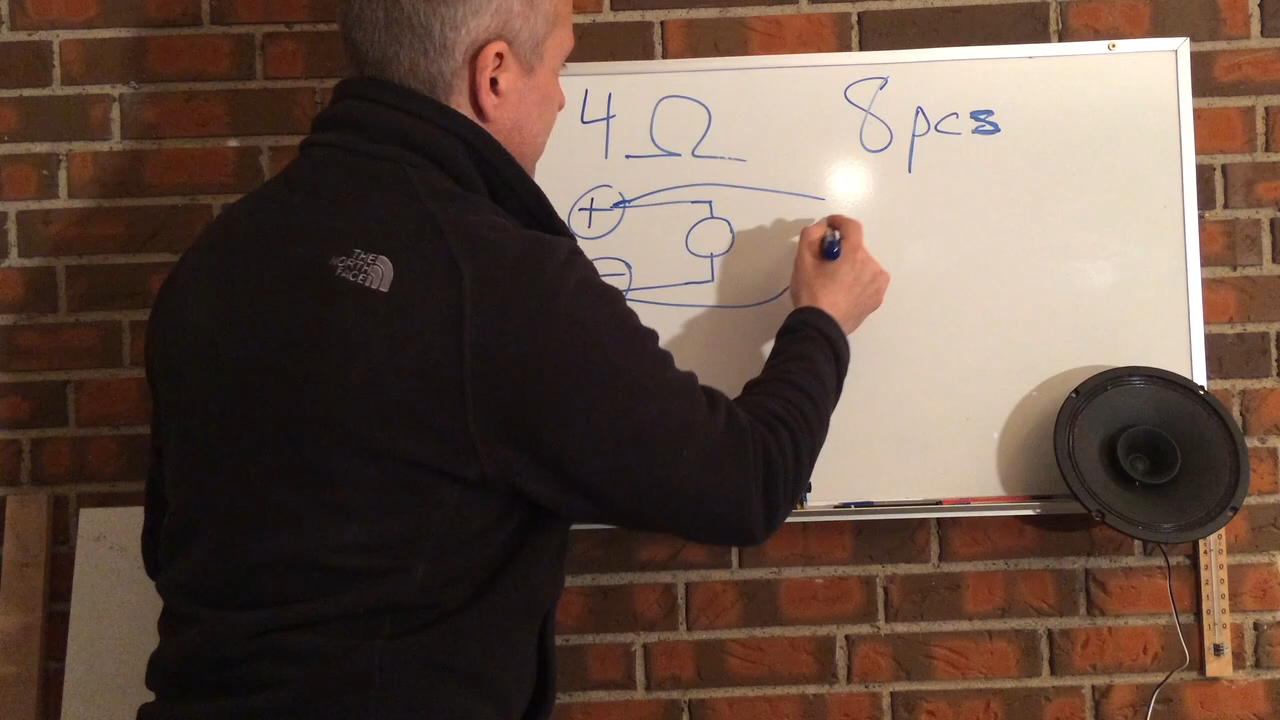 4 Ω
8 pcs
+
−
THE
NORTH
FACE